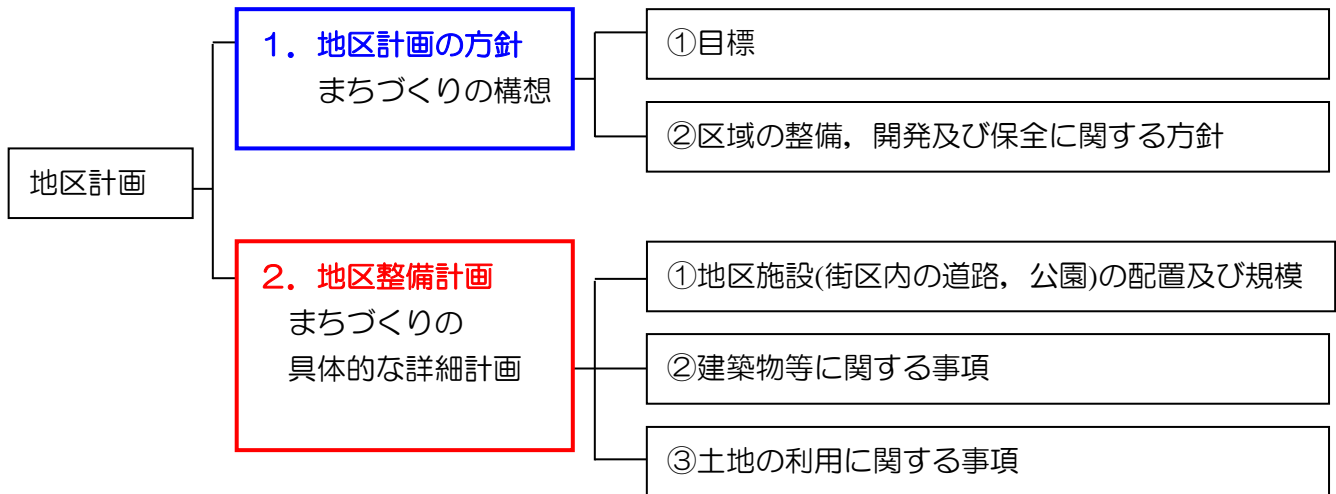 地区計画
1．地区計画の方針
まちづくりの構想
①目標
②区域の整備，開発及び保全に関する方針
2．地区整備計画
まちづくりの
具体的な詳細計画
①地区施設(街区内の道路，公園)の配置及び規模
②建築物等に関する事項
③土地の利用に関する事項